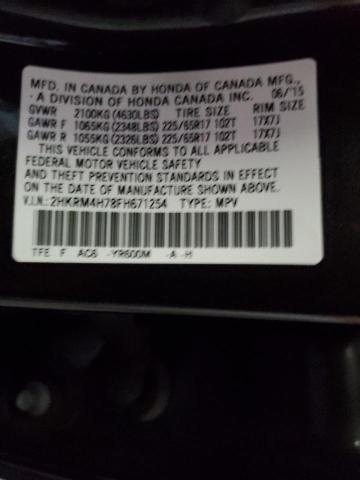 MFD. IN CANADA BY HONDA OF CANADA MFG.,
- A DIVISION OF HONDA CANADA INC. 06/15
GVWR 2100KG (4630LBS) TIRE SIZE RIM SIZE
GAWR F 1065KG (2348LBS) 225/65R17 102T 17X7J
GAWR R 1055KG (2326LBS) 225/65R17 102T 17X7J
THIS VEHICLE CONFORMS TO ALL APPLICABLE
FEDERAL MOTOR VEHICLE SAFETY
AND THEFT PREVENTION STANDARDS IN EFFECT
ON THE DATE OF MANUFACTURE SHOWN ABOVE.
V.I.N.: 2HKRM4H78FH671254 TYPE: MPV
TFE F AC6 -YR600M -A -H